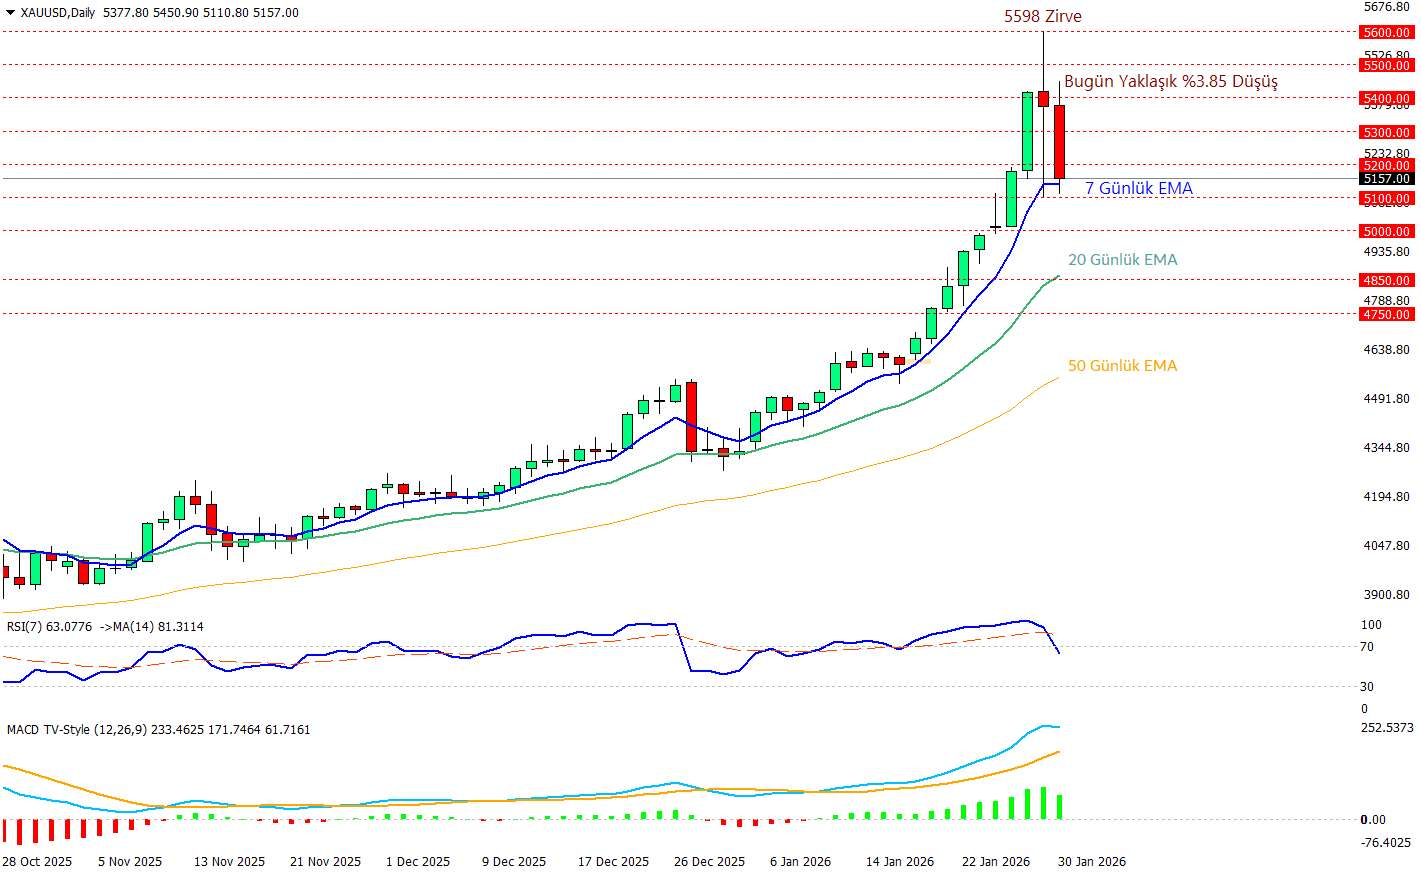 XAUUSD,Daily 5377.80 5450.90 5110.80 5157.00
5598 Zirve
Bugün Yaklaşık %3.85 Düşüş
7 Günlük EMA
20 Günlük EMA
50 Günlük EMA
5676.80
5600.00
5526.80
5500.00
5400.00
5379.80
5300.00
5232.80
5200.00
5157.00
5100.00
5000.00
4935.80
4850.00
4788.80
4750.00
4638.80
4491.80
4344.80
4194.80
4047.80
3900.80
RSI(7) 63.0776 ->MA(14) 81.3114
100
70
30
0
MACD TV-Style (12,26,9) 233.4625 171.7464 61.7161
252.5373
0.00
-76.4025
28 Oct 2025
5 Nov 2025
13 Nov 2025
21 Nov 2025
1 Dec 2025
9 Dec 2025
17 Dec 2025
26 Dec 2025
6 Jan 2026
14 Jan 2026
22 Jan 2026
30 Jan 2026